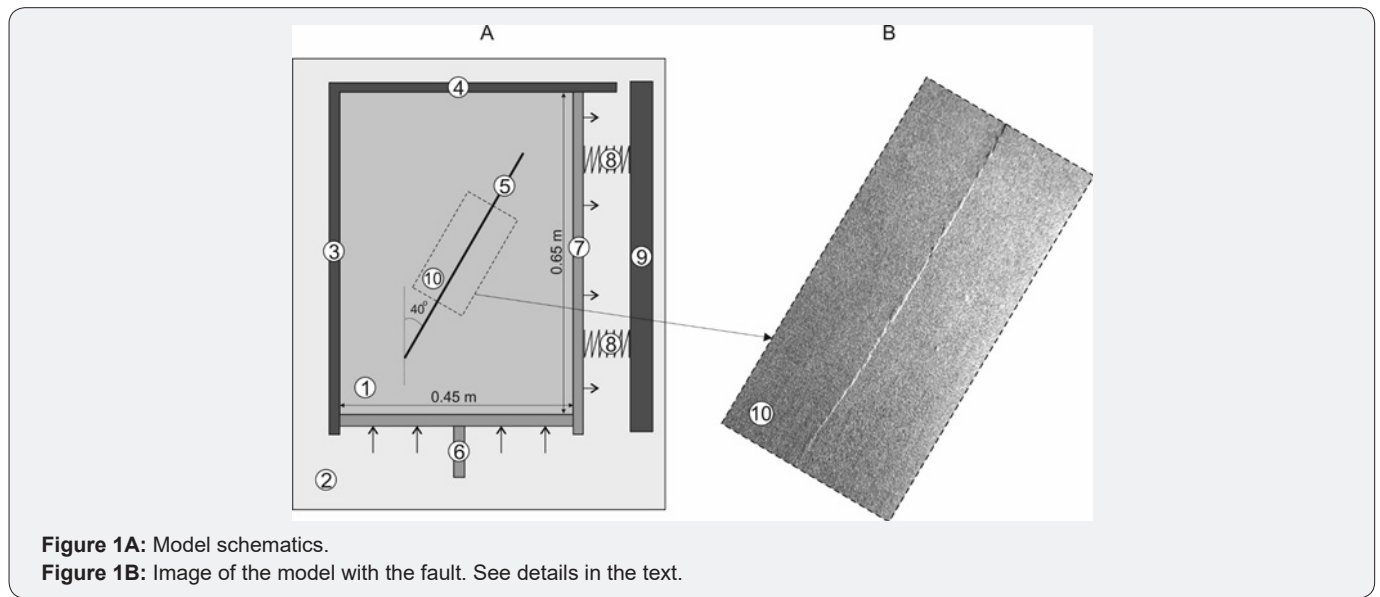 A
B
4
5
8
3
7
9
0.65 m
10
40°
8
1
0.45 m
6
2
10
Figure 1A: Model schematics.
Figure 1B: Image of the model with the fault. See details in the text.